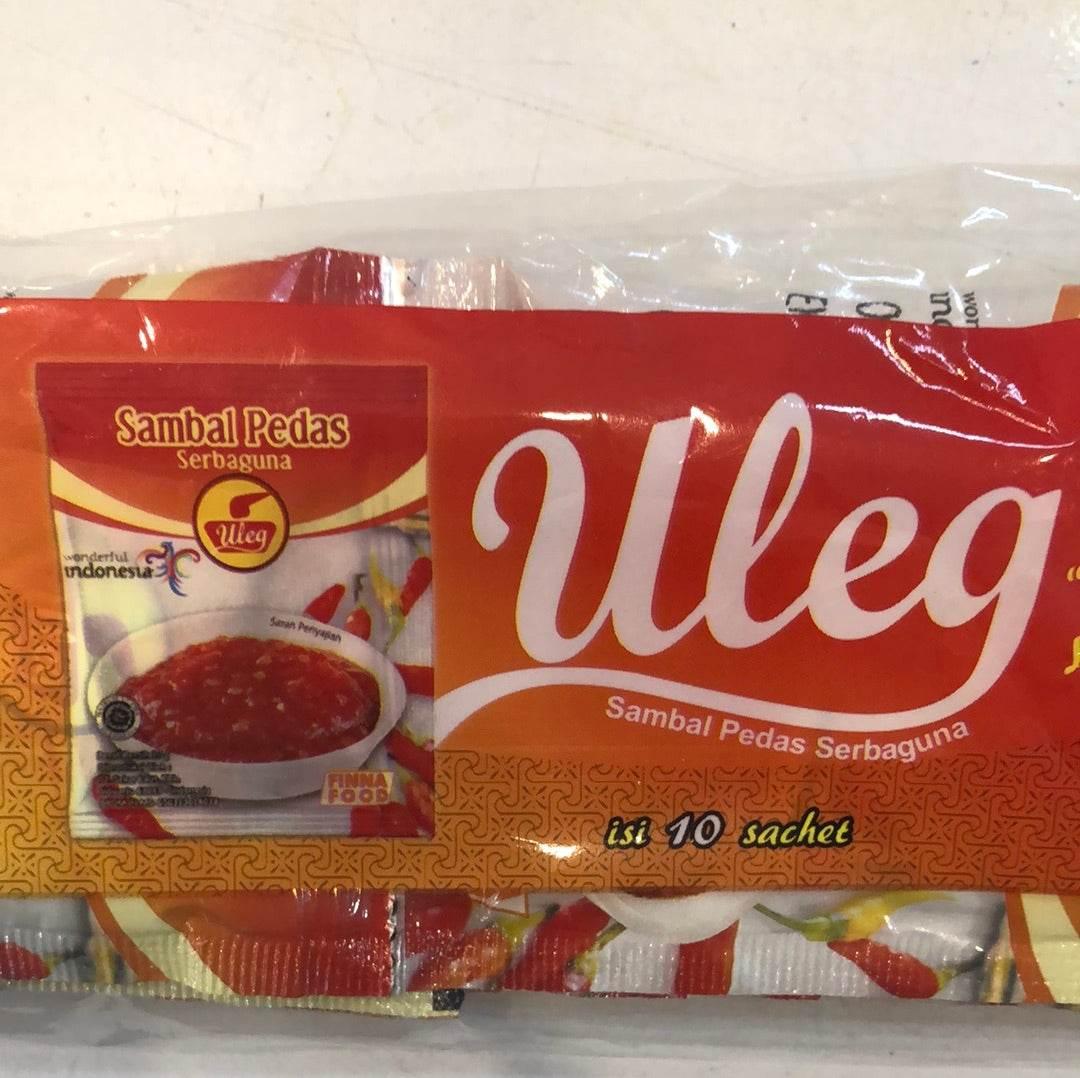 Sambal Pedas
Serbaguna
Uleg
wonderful
indonesia
Saran Penyajian
FINNA
FOOD
Uleg
Sambal Pedas Serbaguna
isi 10 sachet